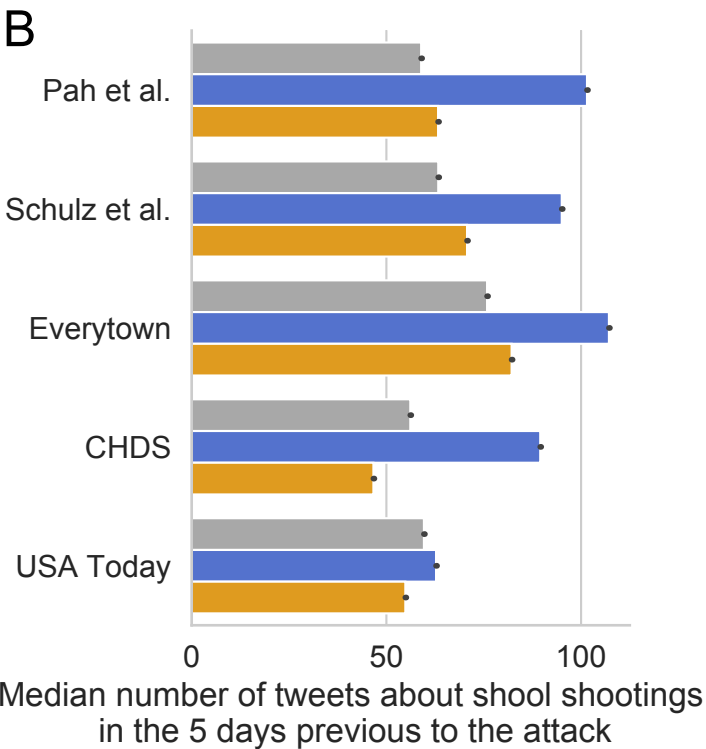 B
Pah et al.
Schulz et al.
Everytown
CHDS
USA Today
0 50 100
Median number of tweets about shool shootings
in the 5 days previous to the attack